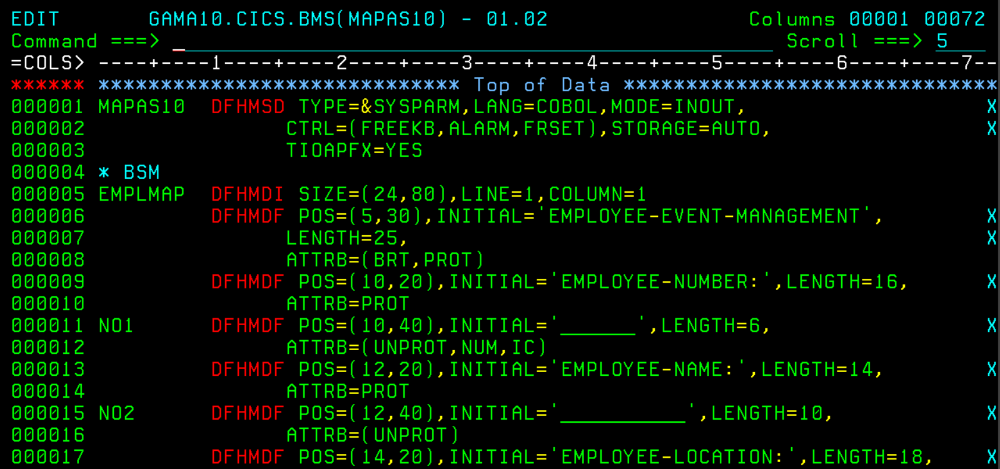 EDIT       GAMA10.CICS.BMS(MAPAS10) - 01.02                Columns 00001 00072
Command ===> _                                                Scroll ===> 5
=COLS> ----+----1----+----2----+----3----+----4----+----5----+----6----+----7--
****** ***************************** Top of Data ******************************
000001 MAPAS10  DFHMSD TYPE=&SYSPARM,LANG=COBOL,MODE=INOUT,                   X
000002                CTRL=(FREEKB,ALARM,FRSET),STORAGE=AUTO,                 X
000003                TIOAPFX=YES
000004 * BSM
000005 EMPLMAP  DFHMDI SIZE=(24,80),LINE=1,COLUMN=1
000006          DFHMDF POS=(5,30),INITIAL='EMPLOYEE-EVENT-MANAGEMENT',        X
000007                LENGTH=25,                                              X
000008                ATTRB=(BRT,PROT)
000009          DFHMDF POS=(10,20),INITIAL='EMPLOYEE-NUMBER:',LENGTH=16,      X
000010                ATTRB=PROT
000011 NO1      DFHMDF POS=(10,40),INITIAL='______',LENGTH=6,                 X
000012                ATTRB=(UNPROT,NUM,IC)
000013          DFHMDF POS=(12,20),INITIAL='EMPLOYEE-NAME:',LENGTH=14,        X
000014                ATTRB=PROT
000015 NO2      DFHMDF POS=(12,40),INITIAL='__________',LENGTH=10,            X
000016                ATTRB=(UNPROT)
000017          DFHMDF POS=(14,20),INITIAL='EMPLOYEE-LOCATION:',LENGTH=18,    X